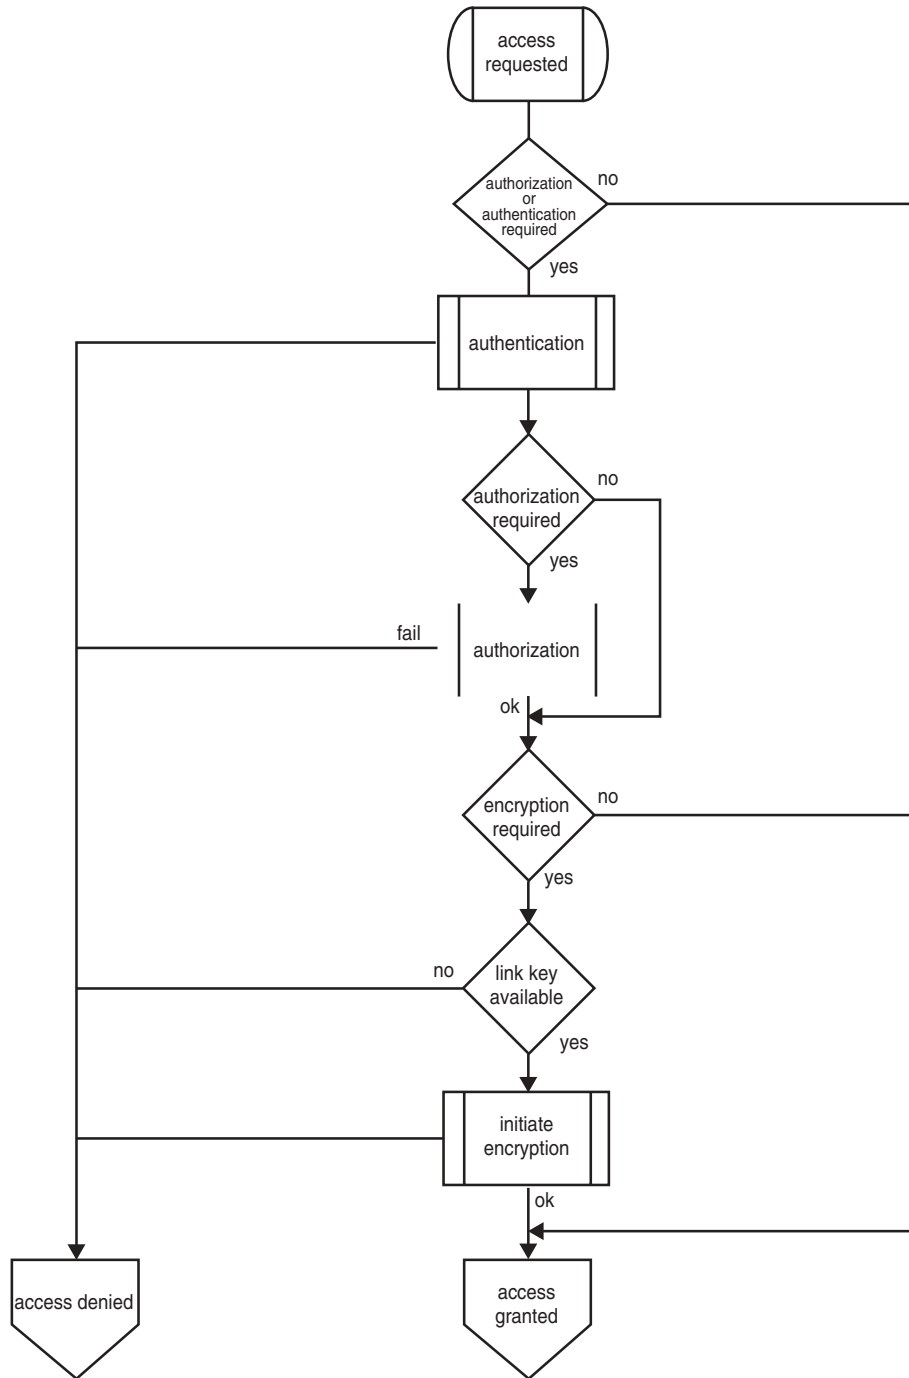 access
requested
authorization
or
authentication
required
no
yes
authentication
no
authorization
required
yes
fail
authorization
ok
encryption
required
no
yes
no
link key
available
yes
initiate
encryption
ok
access denied
access
granted